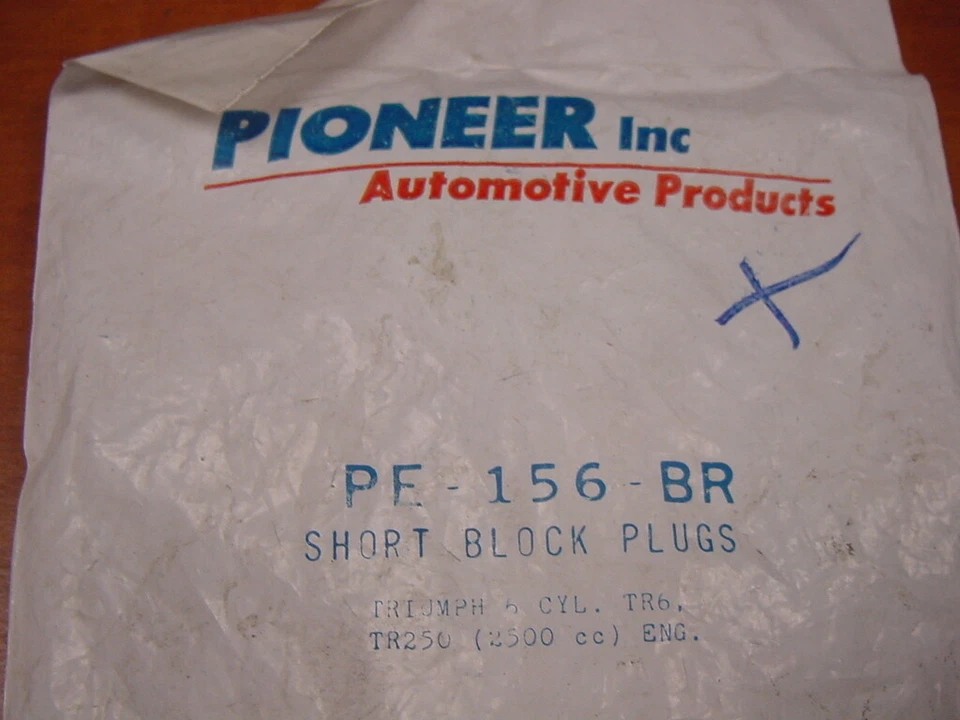 PIONEER Inc
Automotive Products
X
PE-156-BR
SHORT BLOCK PLUGS
TRIUMPH 6 CYL. TR6,
TR250 (2500 cc) ENG.